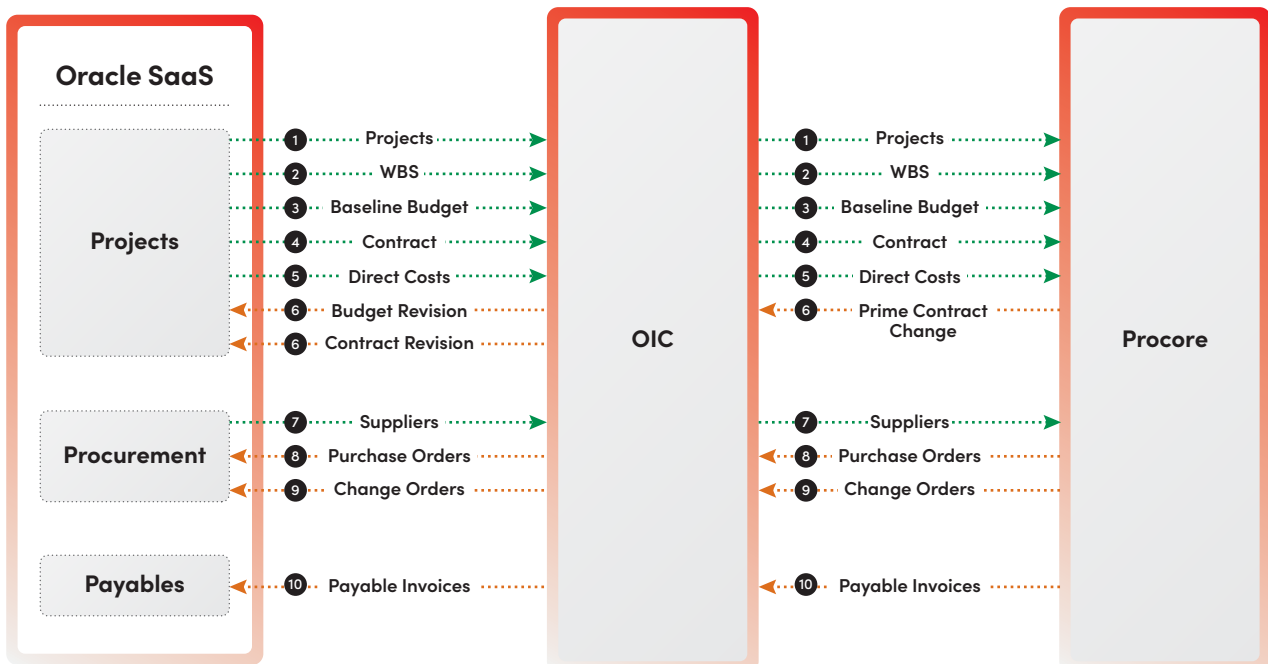 Oracle SaaS
Projects
1 Projects
2 WBS
3 Baseline Budget
4 Contract
5 Direct Costs
6 Budget Revision
6 Contract Revision
Procurement
7 Suppliers
8 Purchase Orders
9 Change Orders
Payables
10 Payable Invoices
OIC
1 Projects
2 WBS
3 Baseline Budget
4 Contract
5 Direct Costs
6 Prime Contract
Change
7 Suppliers
8 Purchase Orders
9 Change Orders
10 Payable Invoices
Procore